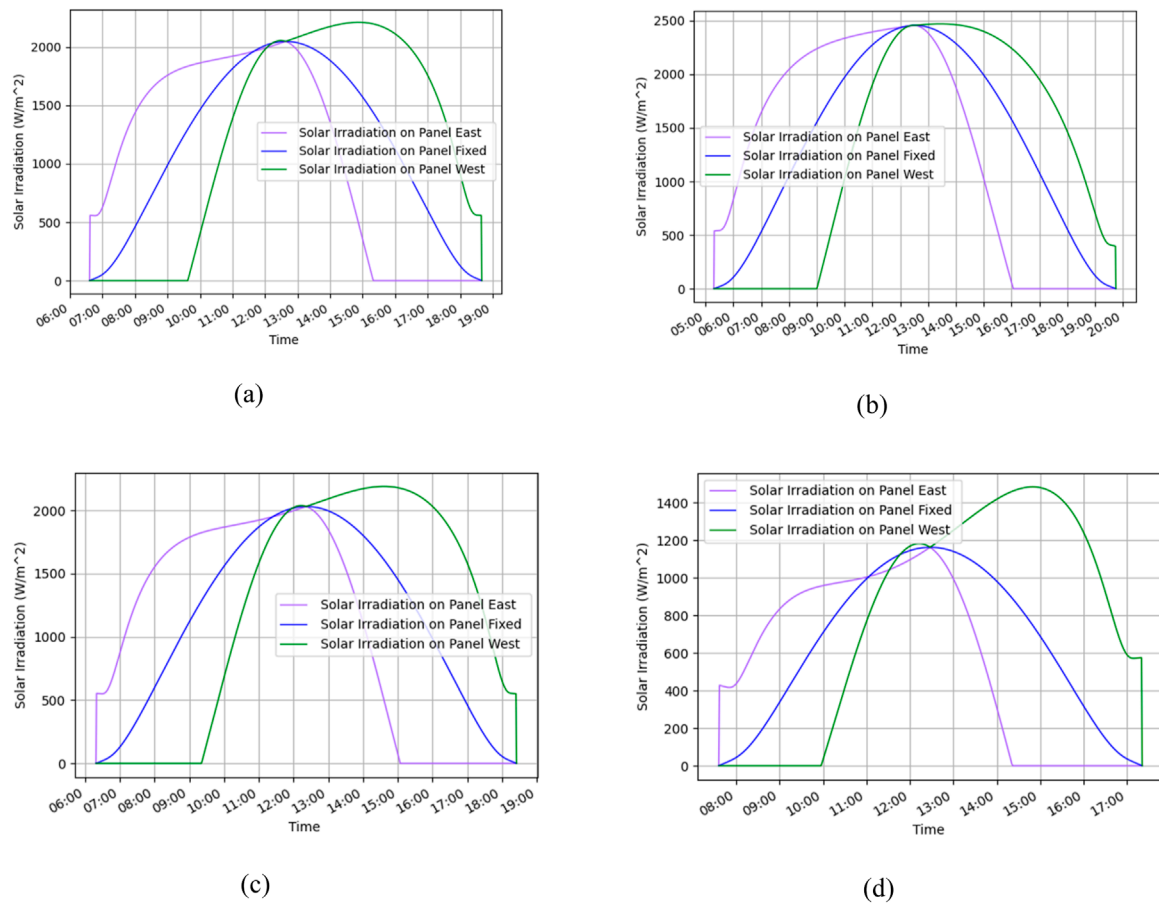 Solar Irradiation (W/m^2)
2000
1500
1000
500
0
Solar Irradiation on Panel East
Solar Irradiation on Panel Fixed
Solar Irradiation on Panel West
06:00 07:00 08:00 09:00 10:00 11:00 12:00 13:00 14:00 15:00 16:00 17:00 18:00 19:00
Time
(a)
Solar Irradiation (W/m^2)
2500
2000
1500
1000
500
0
Solar Irradiation on Panel East
Solar Irradiation on Panel Fixed
Solar Irradiation on Panel West
05:00 06:00 07:00 08:00 09:00 10:00 11:00 12:00 13:00 14:00 15:00 16:00 17:00 18:00 19:00 20:00
Time
(b)
Solar Irradiation (W/m^2)
2000
1500
1000
500
0
Solar Irradiation on Panel East
Solar Irradiation on Panel Fixed
Solar Irradiation on Panel West
06:00 07:00 08:00 09:00 10:00 11:00 12:00 13:00 14:00 15:00 16:00 17:00 18:00 19:00
Time
(c)
Solar Irradiation (W/m^2)
1400
1200
1000
800
600
400
200
0
Solar Irradiation on Panel East
Solar Irradiation on Panel Fixed
Solar Irradiation on Panel West
08:00 09:00 10:00 11:00 12:00 13:00 14:00 15:00 16:00 17:00
Time
(d)